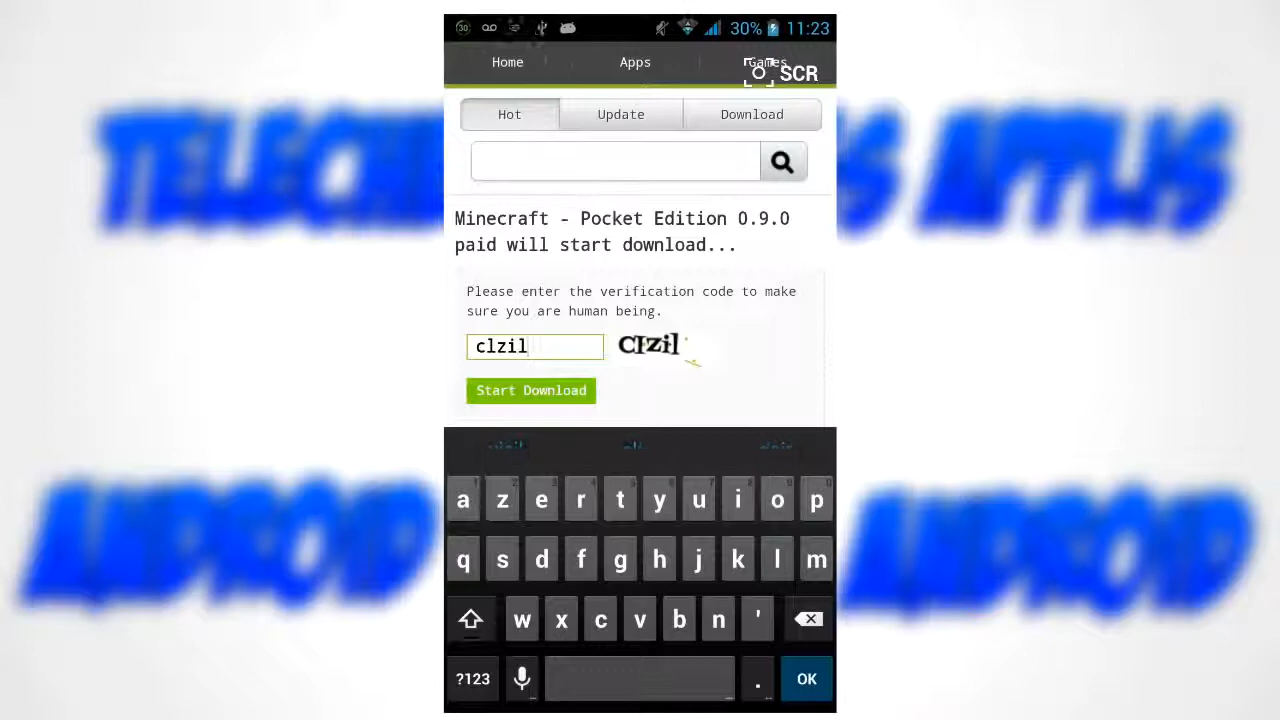 30% 11:23
Home Apps Games
SCR
Hot Update Download
Minecraft - Pocket Edition 0.9.0
paid will start download...
Please enter the verification code to make
sure you are human being.
clzil CIzil
Start Download
a z e r t y u i o p
q s d f g h j k l m
w x c v b n '
?123 . OK
ANDROID ANDROID